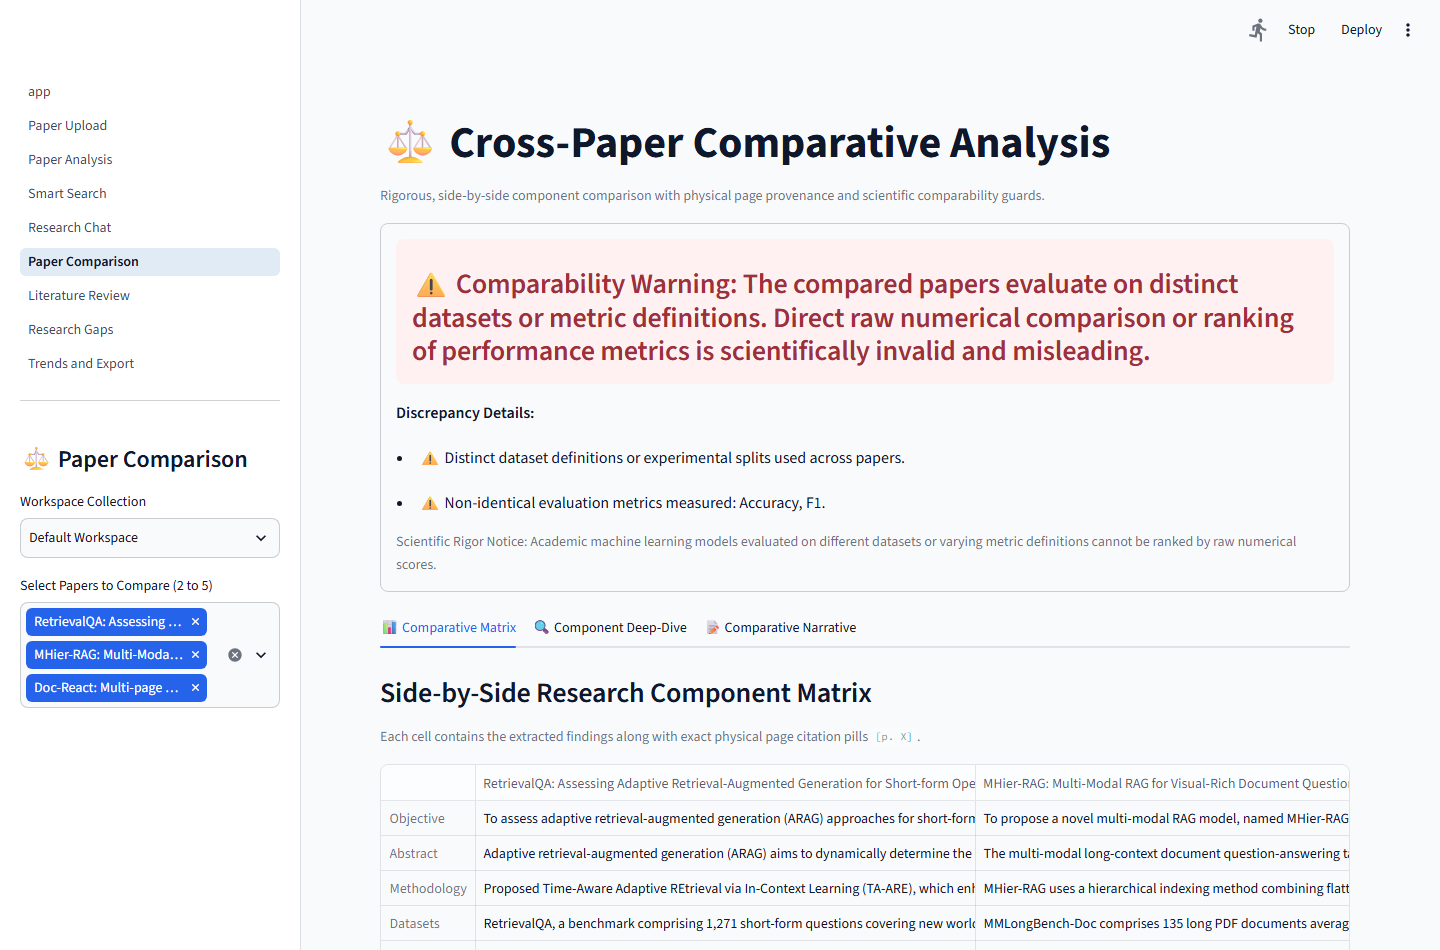 Stop Deploy
app
Paper Upload
Paper Analysis
Smart Search
Research Chat
Paper Comparison
Literature Review
Research Gaps
Trends and Export
Paper Comparison
Workspace Collection
Default Workspace
Select Papers to Compare (2 to 5)
RetrievalQA: Assessing ...
MHier-RAG: Multi-Moda...
Doc-React: Multi-page ...
Cross-Paper Comparative Analysis
Rigorous, side-by-side component comparison with physical page provenance and scientific comparability guards.
Comparability Warning: The compared papers evaluate on distinct
datasets or metric definitions. Direct raw numerical comparison or ranking
of performance metrics is scientifically invalid and misleading.
Discrepancy Details:
• Distinct dataset definitions or experimental splits used across papers.
• Non-identical evaluation metrics measured: Accuracy, F1.
Scientific Rigor Notice: Academic machine learning models evaluated on different datasets or varying metric definitions cannot be ranked by raw numerical
scores.
Comparative Matrix Component Deep-Dive Comparative Narrative
Side-by-Side Research Component Matrix
Each cell contains the extracted findings along with exact physical page citation pills [p. X] .
RetrievalQA: Assessing Adaptive Retrieval-Augmented Generation for Short-form Ope MHier-RAG: Multi-Modal RAG for Visual-Rich Document Questio
Objective To assess adaptive retrieval-augmented generation (ARAG) approaches for short-form To propose a novel multi-modal RAG model, named MHier-RAG
Abstract Adaptive retrieval-augmented generation (ARAG) aims to dynamically determine the The multi-modal long-context document question-answering ta
Methodology Proposed Time-Aware Adaptive REtrieval via In-Context Learning (TA-ARE), which enh MHier-RAG uses a hierarchical indexing method combining flatt
Datasets RetrievalQA, a benchmark comprising 1,271 short-form questions covering new world MMLongBench-Doc comprises 135 long PDF documents averag